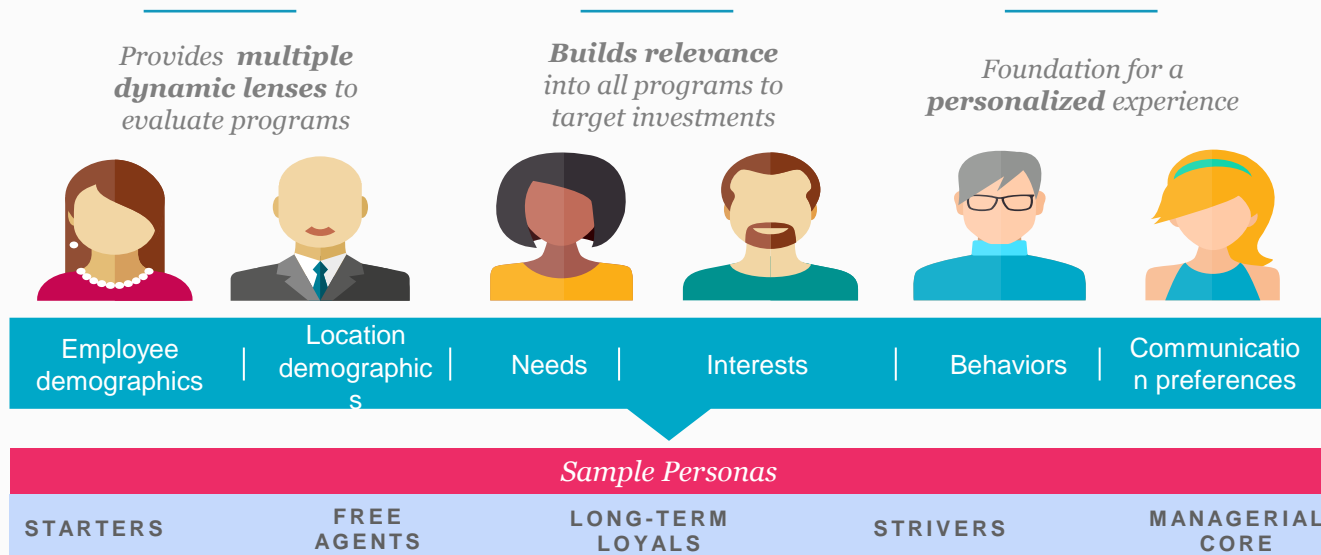 Provides multiple
dynamic lenses to
evaluate programs
Builds relevance
into all programs to
target investments
Foundation for a
personalized experience
Employee
demographics
Location
demographic
s
Needs
Interests
Behaviors
Communicatio
n preferences
Sample Personas
STARTERS
FREE
AGENTS
LONG-TERM
LOYALS
STRIVERS
MANAGERIAL
CORE